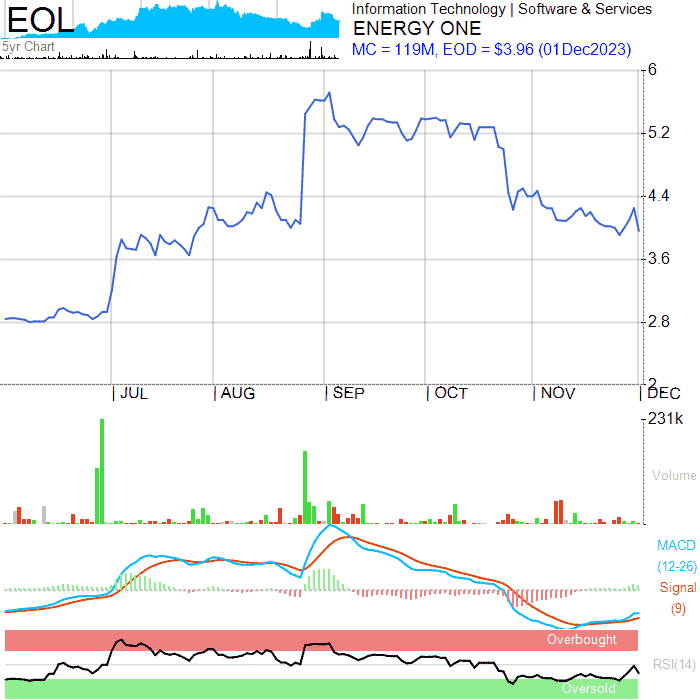 EOL
Information Technology | Software & Services
ENERGY ONE
5yr Chart
MC = 119M, EOD = $3.96 (01Dec2023)
6
5.2
4.4
3.6
2.8
2
| JUL | AUG | SEP | OCT | NOV | DEC
231k
Volume
MACD
(12-26)
Signal
(9)
Overbought
RSI(14)
Oversold